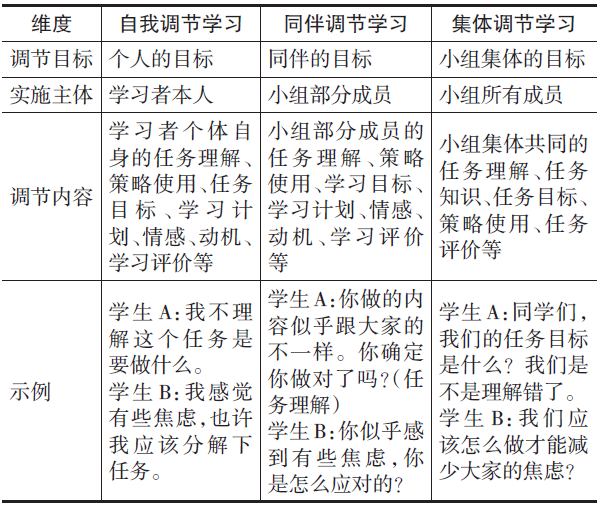 维度 自我调节学习 同伴调节学习 集体调节学习
调节目标 个人的目标 同伴的目标 小组集体的目标
实施主体 学习者本人 小组部分成员 小组所有成员
调节内容
学习者个体自
身的任务理解、
策略使用、任务
目标、学习计
划、情感、动机、
学习评价等
小组部分成员的
任务理解、策略
使用、学习目标、
学习计划、情感、
动机、学习评价
等
小组集体共同的
任务理解、任务
知识、任务目标、
策略使用、任务
评价等
示例
学生A:我不理
解这个任务是
要做什么。
学生B:我感觉
有些焦虑,也许
我应该分解下
任务。
学生A:你做的内
容似乎跟大家的
不一样。你确定
你做对了吗?(任
务理解)
学生B:你似乎感
到有些焦虑,你
是怎么应对的?
学生A:同学们,
我们的任务目标
是什么?我们是
不是理解错了。
学生B:我们应
该怎么做才能减
少大家的焦虑?